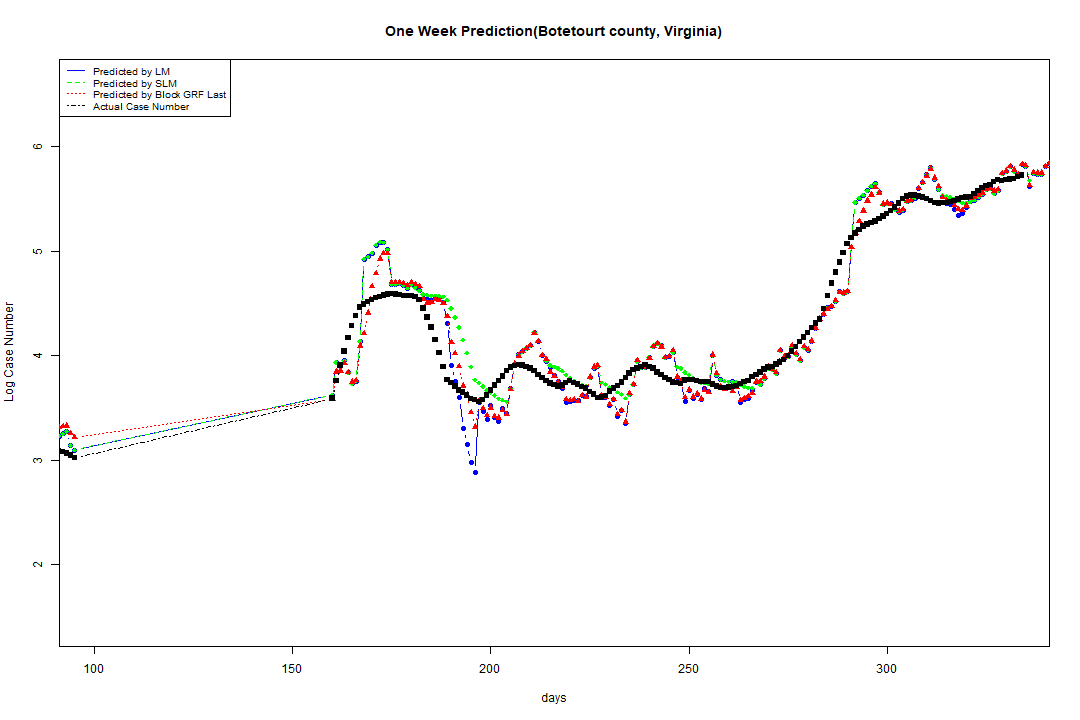 One Week Prediction(Botetourt county, Virginia)
Predicted by LM
Predicted by SLM
Predicted by Block GRF Last
Actual Case Number
Log Case Number
6
5
4
3
2
100 150 200 250 300
days